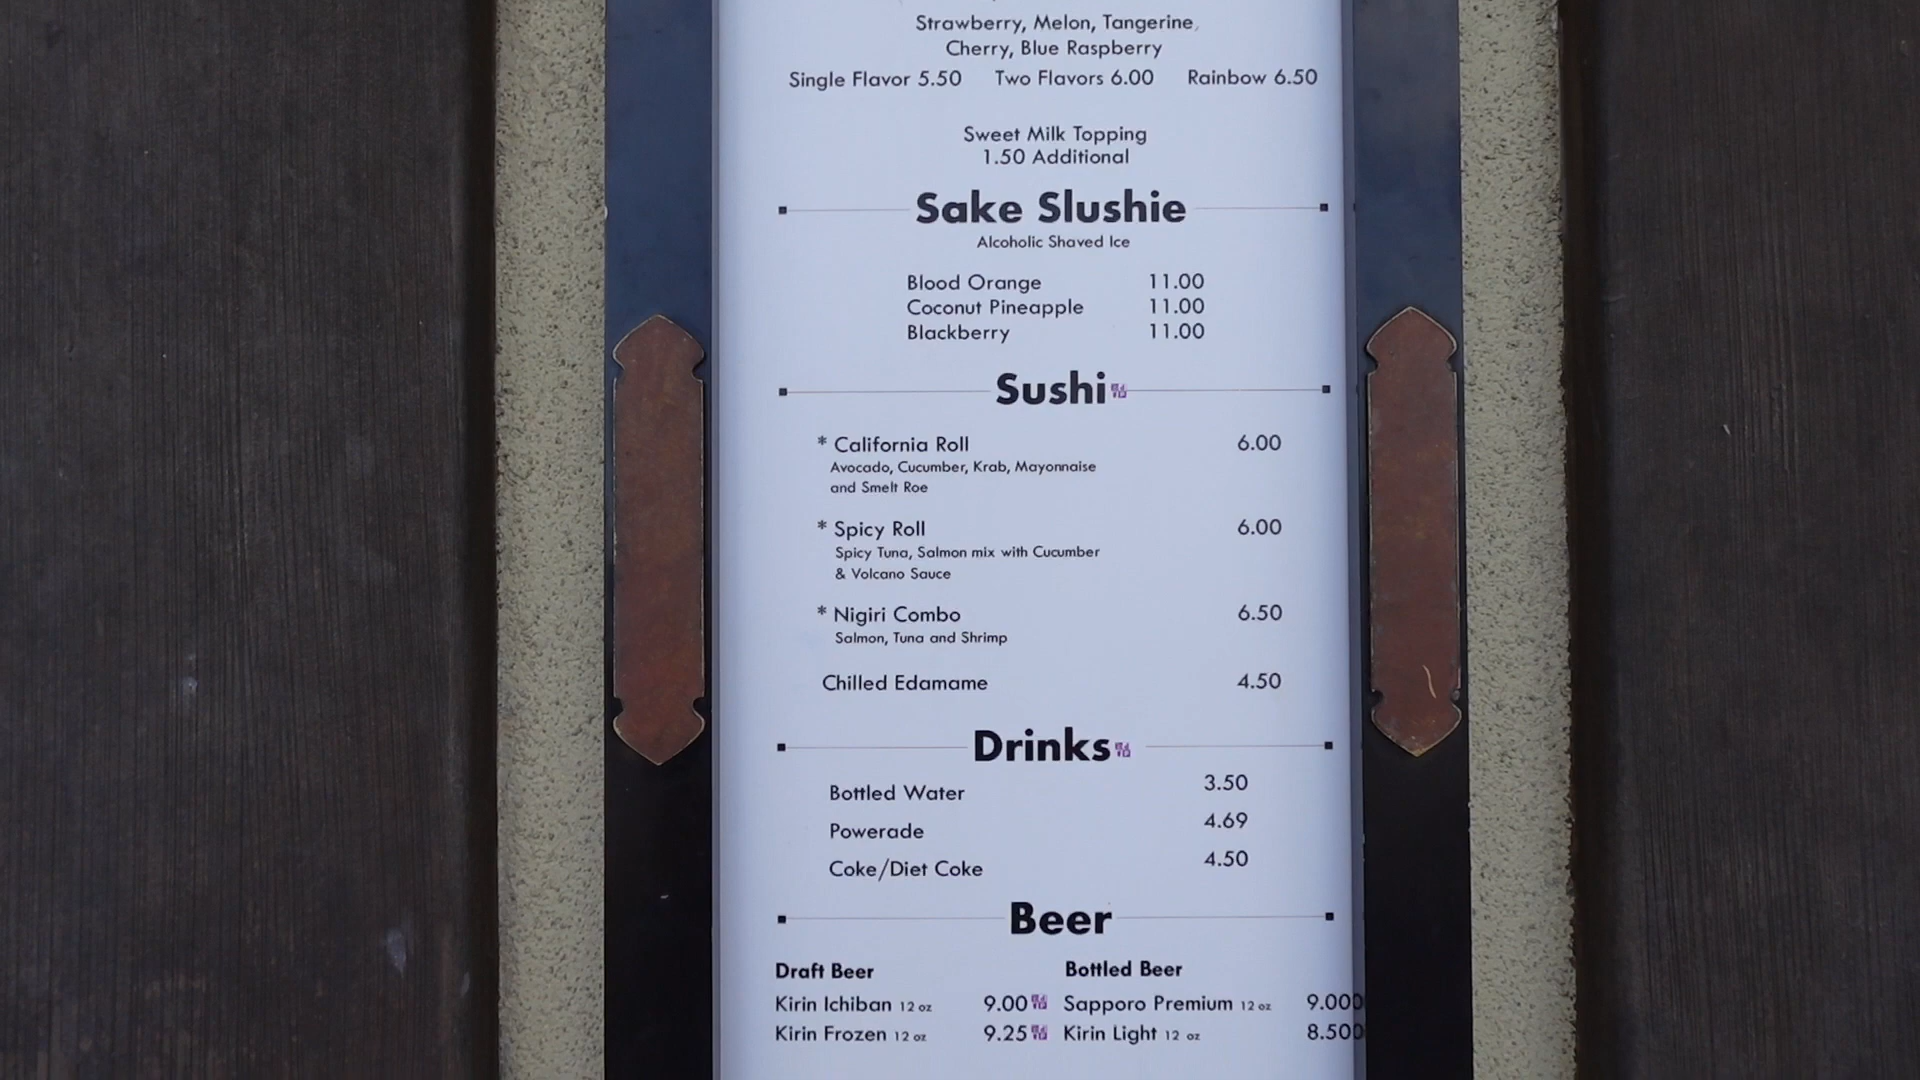 Strawberry, Melon, Tangerine,
Cherry, Blue Raspberry
Single Flavor 5.50 Two Flavors 6.00 Rainbow 6.50
Sweet Milk Topping
1.50 Additional
Sake Slushie
Alcoholic Shaved Ice
Blood Orange 11.00
Coconut Pineapple 11.00
Blackberry 11.00
Sushi
* California Roll 6.00
Avocado, Cucumber, Krab, Mayonnaise
and Smelt Roe
* Spicy Roll 6.00
Spicy Tuna, Salmon mix with Cucumber
& Volcano Sauce
* Nigiri Combo 6.50
Salmon, Tuna and Shrimp
Chilled Edamame 4.50
Drinks
Bottled Water 3.50
Powerade 4.69
Coke/Diet Coke 4.50
Beer
Draft Beer Bottled Beer
Kirin Ichiban 12 oz 9.00 Sapporo Premium 12 oz 9.000
Kirin Frozen 12 oz 9.25 Kirin Light 12 oz 8.500